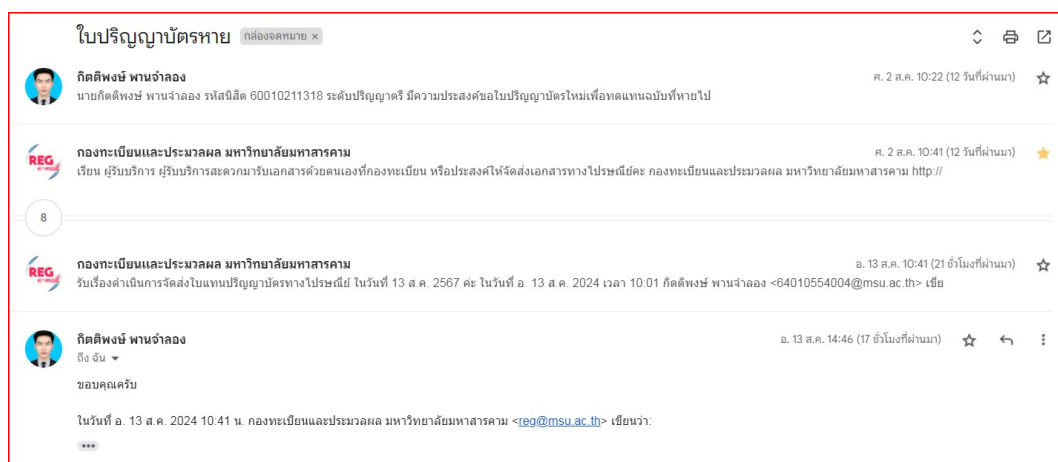 ใบปริญญาบัตรหาย กล่องจดหมาย ×
กิตติพงษ์ พานจำลอง ศ. 2 ส.ค. 10:22 (12 วันที่ผ่านมา)
นายกิตติพงษ์ พานจำลอง รหัสนิสิต 60010211318 ระดับปริญญาตรี มีความประสงค์ขอใบปริญญาบัตรใหม่เพื่อทดแทนฉบับที่หายไป
REG
e-mail
กองทะเบียนและประมวลผล มหาวิทยาลัยมหาสารคาม ศ. 2 ส.ค. 10:41 (12 วันที่ผ่านมา)
เรียน ผู้รับบริการ ผู้รับบริการสะดวกมารับเอกสารด้วยตนเองที่กองทะเบียน หรือประสงค์ให้จัดส่งเอกสารทางไปรษณีย์คะ กองทะเบียนและประมวลผล มหาวิทยาลัยมหาสารคาม http://
8
REG
e-mail
กองทะเบียนและประมวลผล มหาวิทยาลัยมหาสารคาม อ. 13 ส.ค. 10:41 (21 ชั่วโมงที่ผ่านมา)
รับเรื่องดำเนินการจัดส่งใบแทนปริญญาบัตรทางไปรษณีย์ ในวันที่ 13 ส.ค. 2567 ค่ะ ในวันที่ อ. 13 ส.ค. 2024 เวลา 10:01 กิตติพงษ์ พานจำลอง <64010554004@msu.ac.th> เขีย
กิตติพงษ์ พานจำลอง อ. 13 ส.ค. 14:46 (17 ชั่วโมงที่ผ่านมา)
ถึง ฉัน
ขอบคุณครับ
ในวันที่ อ. 13 ส.ค. 2024 10:41 น. กองทะเบียนและประมวลผล มหาวิทยาลัยมหาสารคาม <reg@msu.ac.th> เขียนว่า: